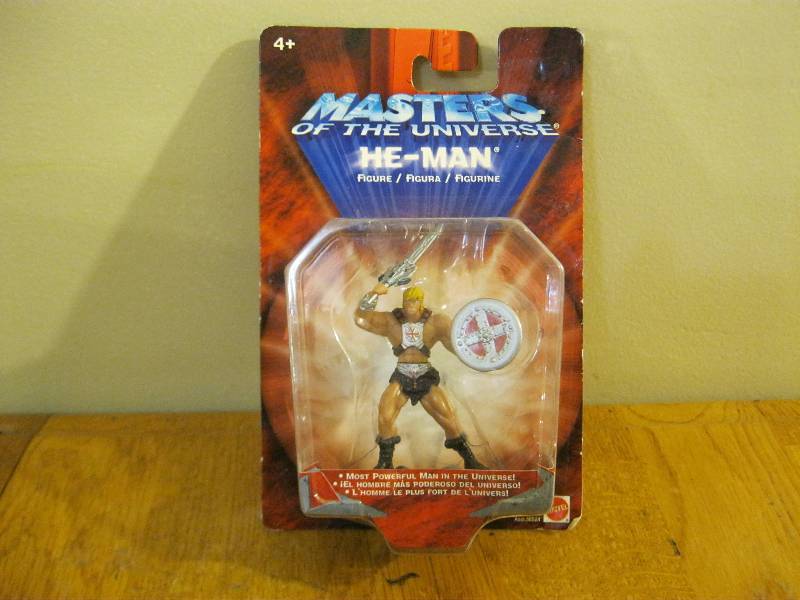 4+
MASTERS
OF THE UNIVERSE®
HE-MAN®
FIGURE / FIGURA / FIGURINE
• MOST POWERFUL MAN IN THE UNIVERSE!
• ¡EL HOMBRE MÁS PODEROSO DEL UNIVERSO!
• L'HOMME LE PLUS FORT DE L'UNIVERS!
MATTEL